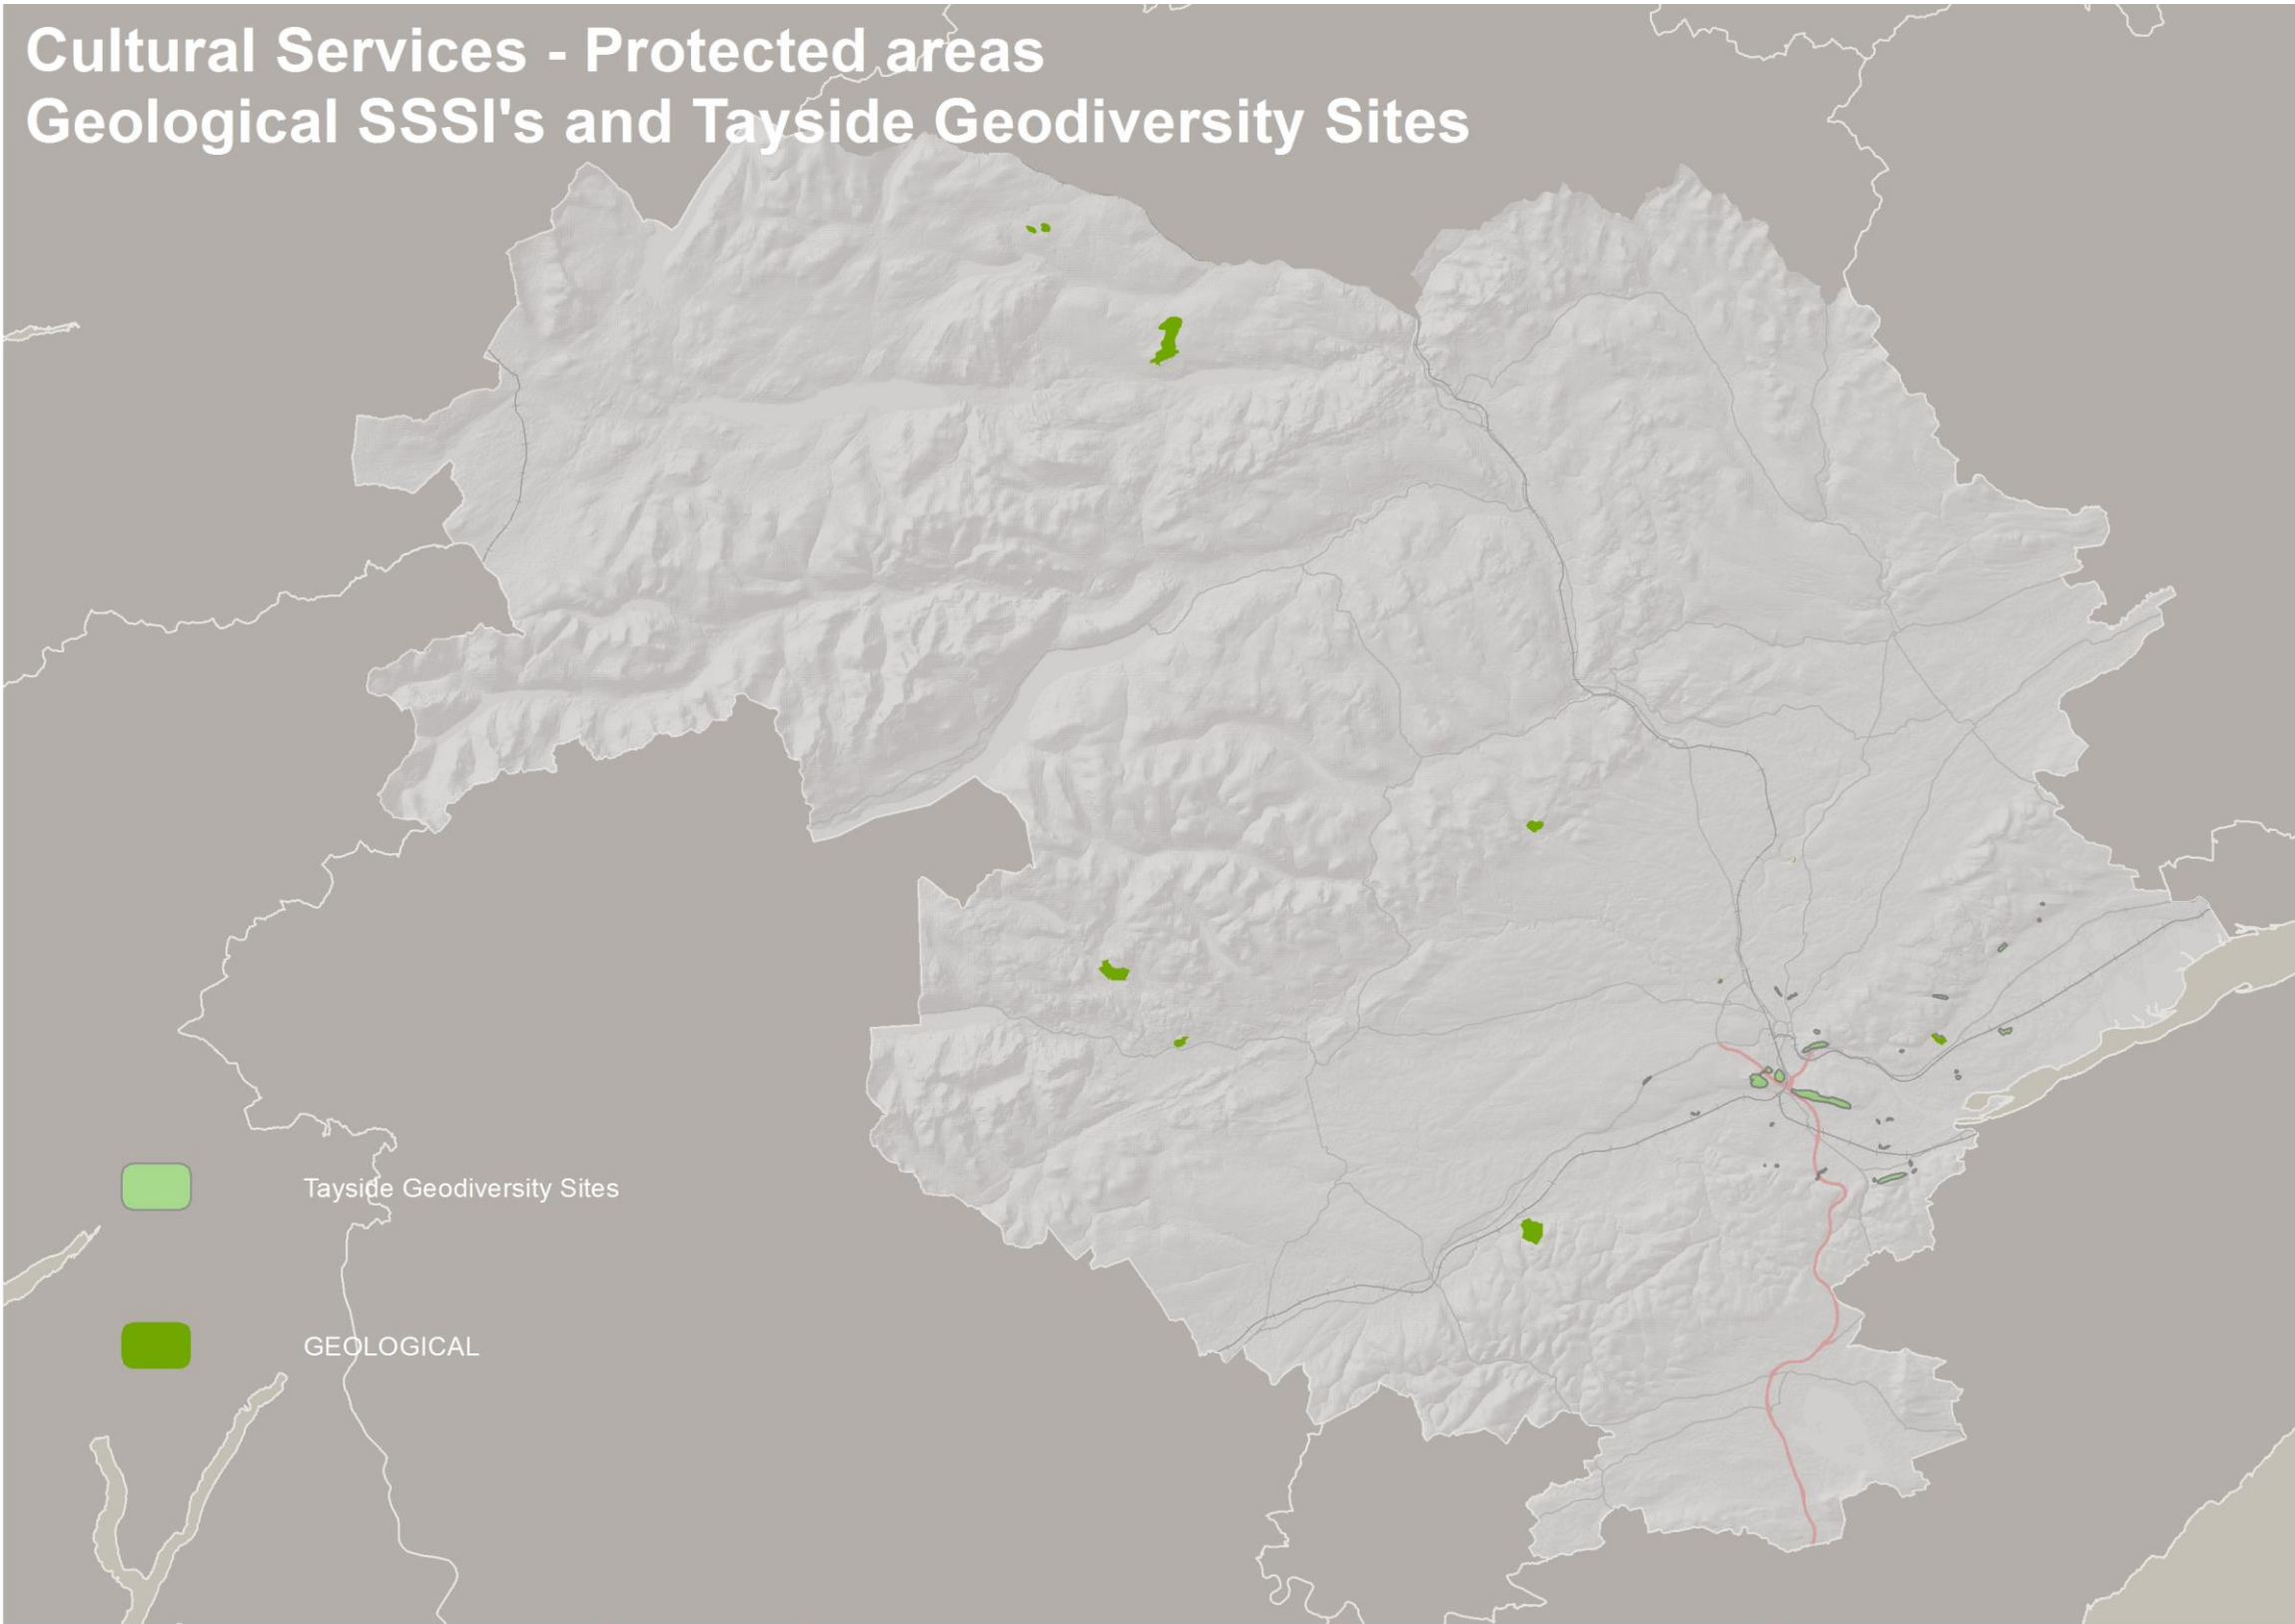 Cultural Services - Protected areas
Geological SSSI's and Tayside Geodiversity Sites
Tayside Geodiversity Sites
GEOLOGICAL